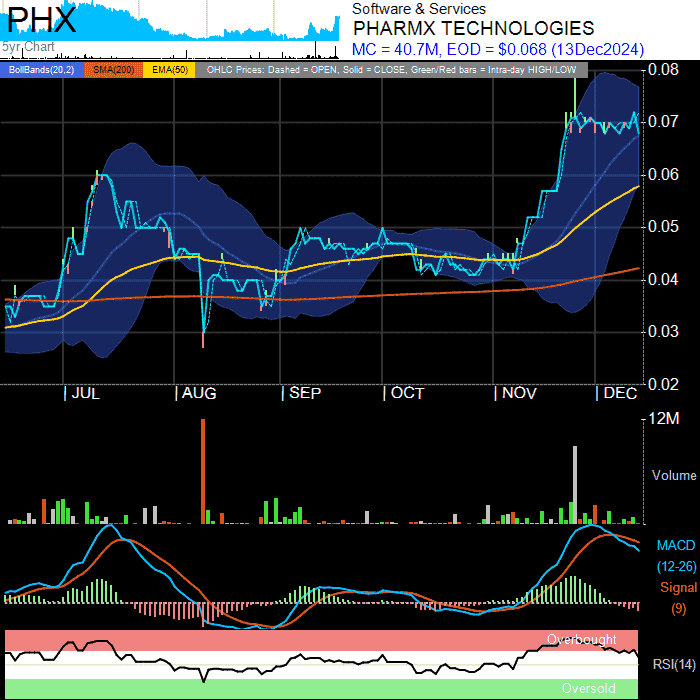 PHX
5yr Chart
Software & Services
PHARMX TECHNOLOGIES
MC = 40.7M, EOD = $0.068 (13Dec2024)
BollBands(20,2) SMA(200) EMA(50) OHLC Prices: Dashed = OPEN, Solid = CLOSE, Green/Red bars = Intra-day HIGH/LOW
0.08
0.07
0.06
0.05
0.04
0.03
0.02
JUL AUG SEP OCT NOV DEC
12M
Volume
MACD
(12-26)
Signal
(9)
Overbought
RSI(14)
Oversold